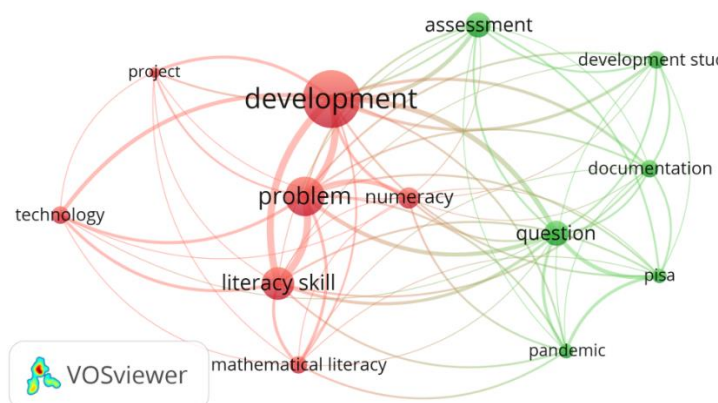 assessment
development stu
project
development
documentation
problem
numeracy
technology
question
literacy skill
pisa
pandemic
mathematical literacy
VOSviewer